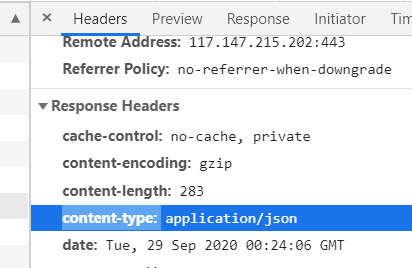 Headers Preview Response Initiator
Remote Address: 117.147.215.202:443
Referrer Policy: no-referrer-when-downgrade
Response Headers
cache-control: no-cache, private
content-encoding: gzip
content-length: 283
content-type: application/json
date: Tue, 29 Sep 2020 00:24:06 GMT